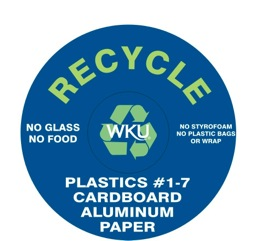 RECYCLE
WKU
NO GLASS
NO FOOD
NO STYROFOAM
NO PLASTIC BAGS
OR WRAP
PLASTICS #1-7
CARDBOARD
ALUMINUM
PAPER